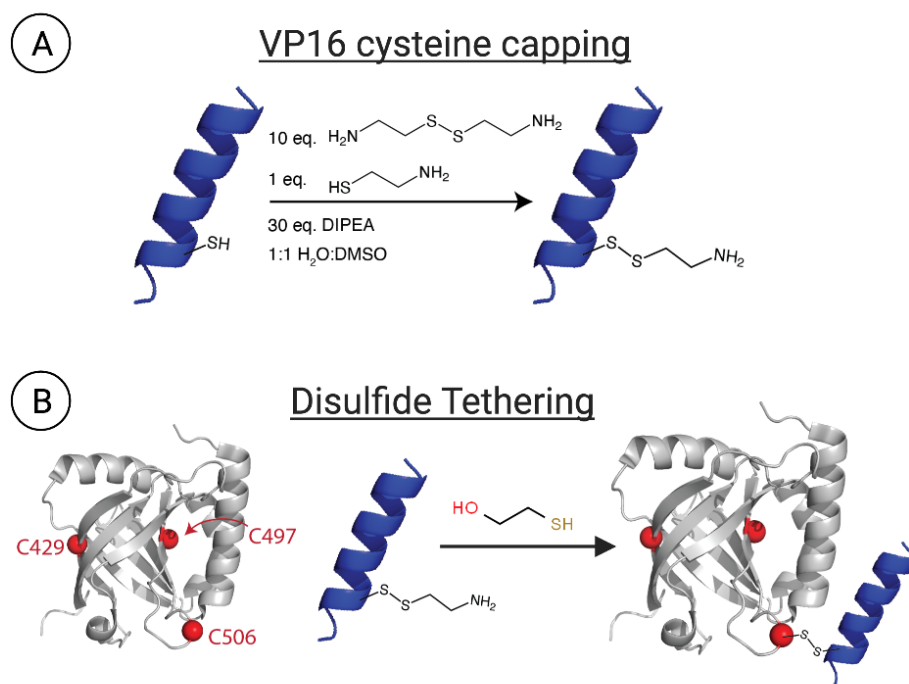 A
VP16 cysteine capping
10 eq. H₂N S S NH₂
1 eq. HS NH₂
SH
30 eq. DIPEA
1:1 H₂O:DMSO
S S NH₂
B
Disulfide Tethering
C429
C497
C506
S S NH₂
HO SH
S S